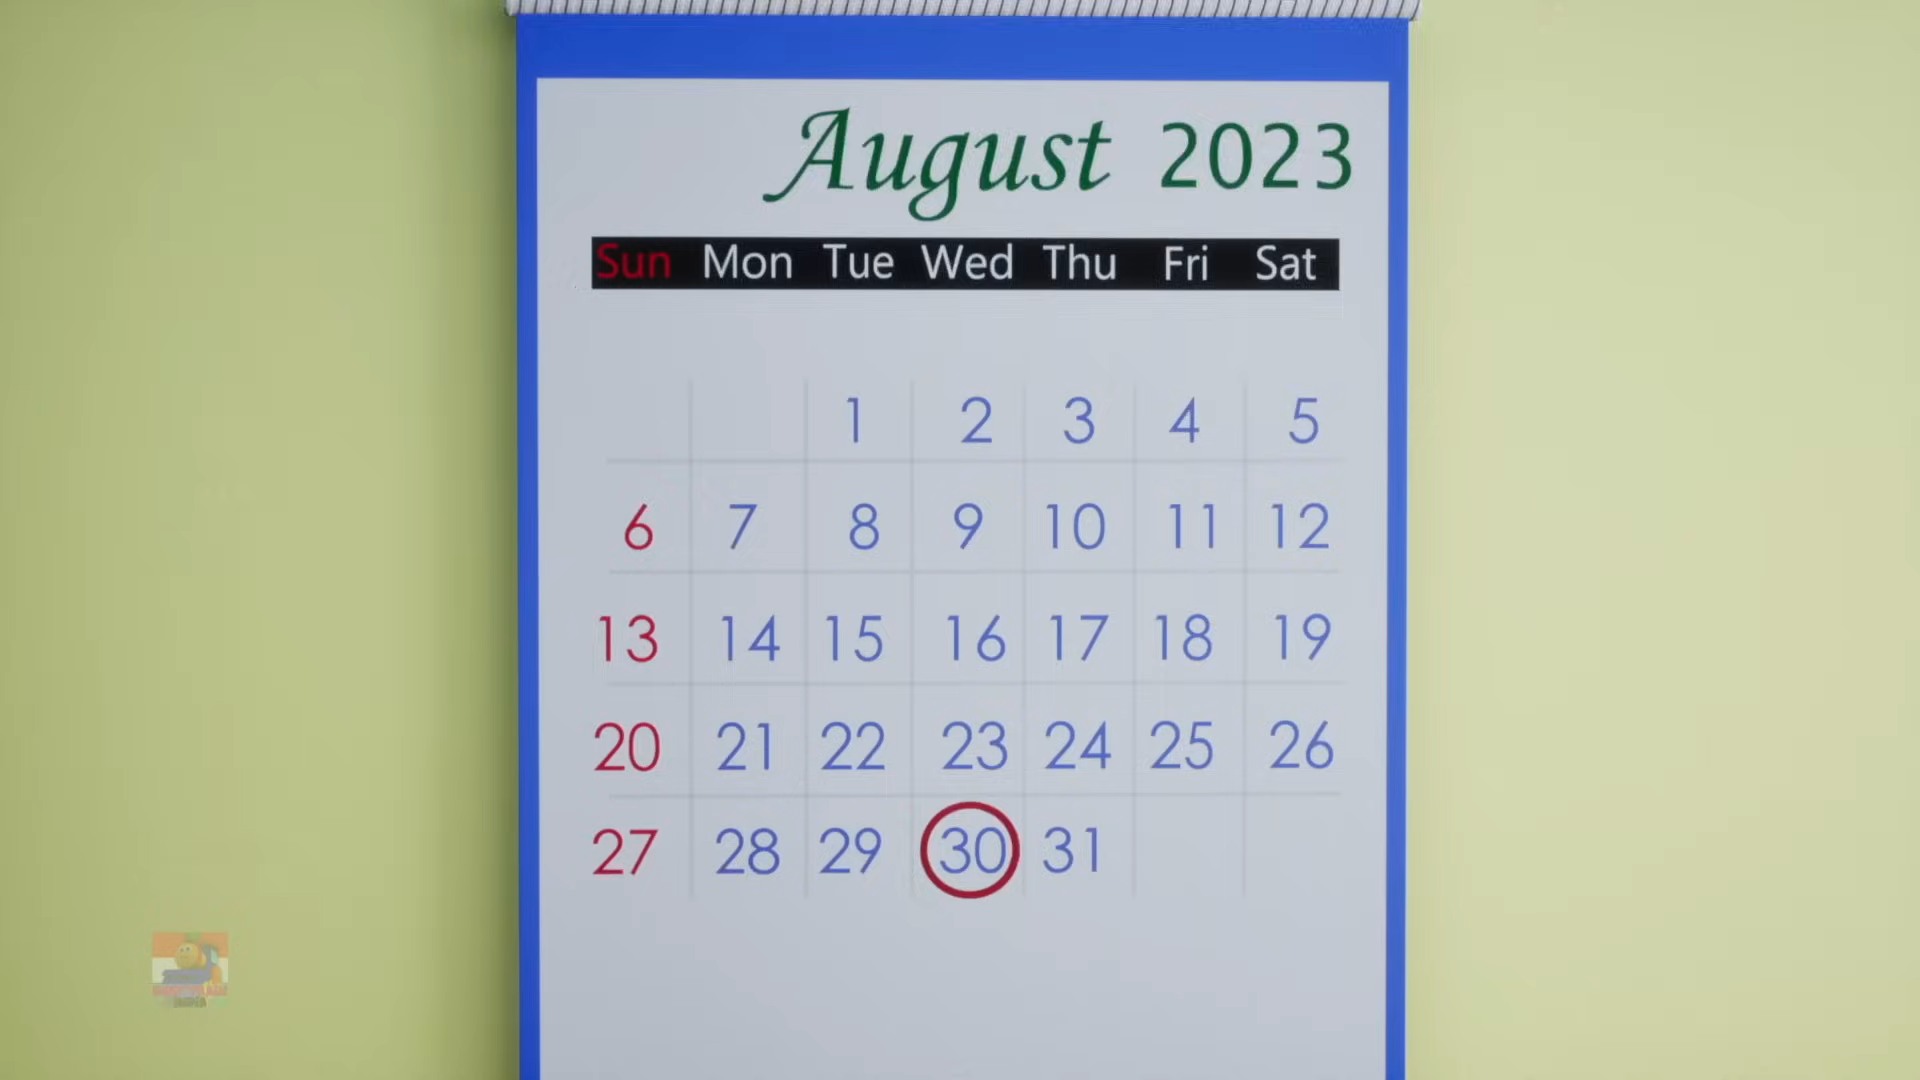 August 2023
Sun Mon Tue Wed Thu Fri Sat
1 2 3 4 5
6 7 8 9 10 11 12
13 14 15 16 17 18 19
20 21 22 23 24 25 26
27 28 29 30 31